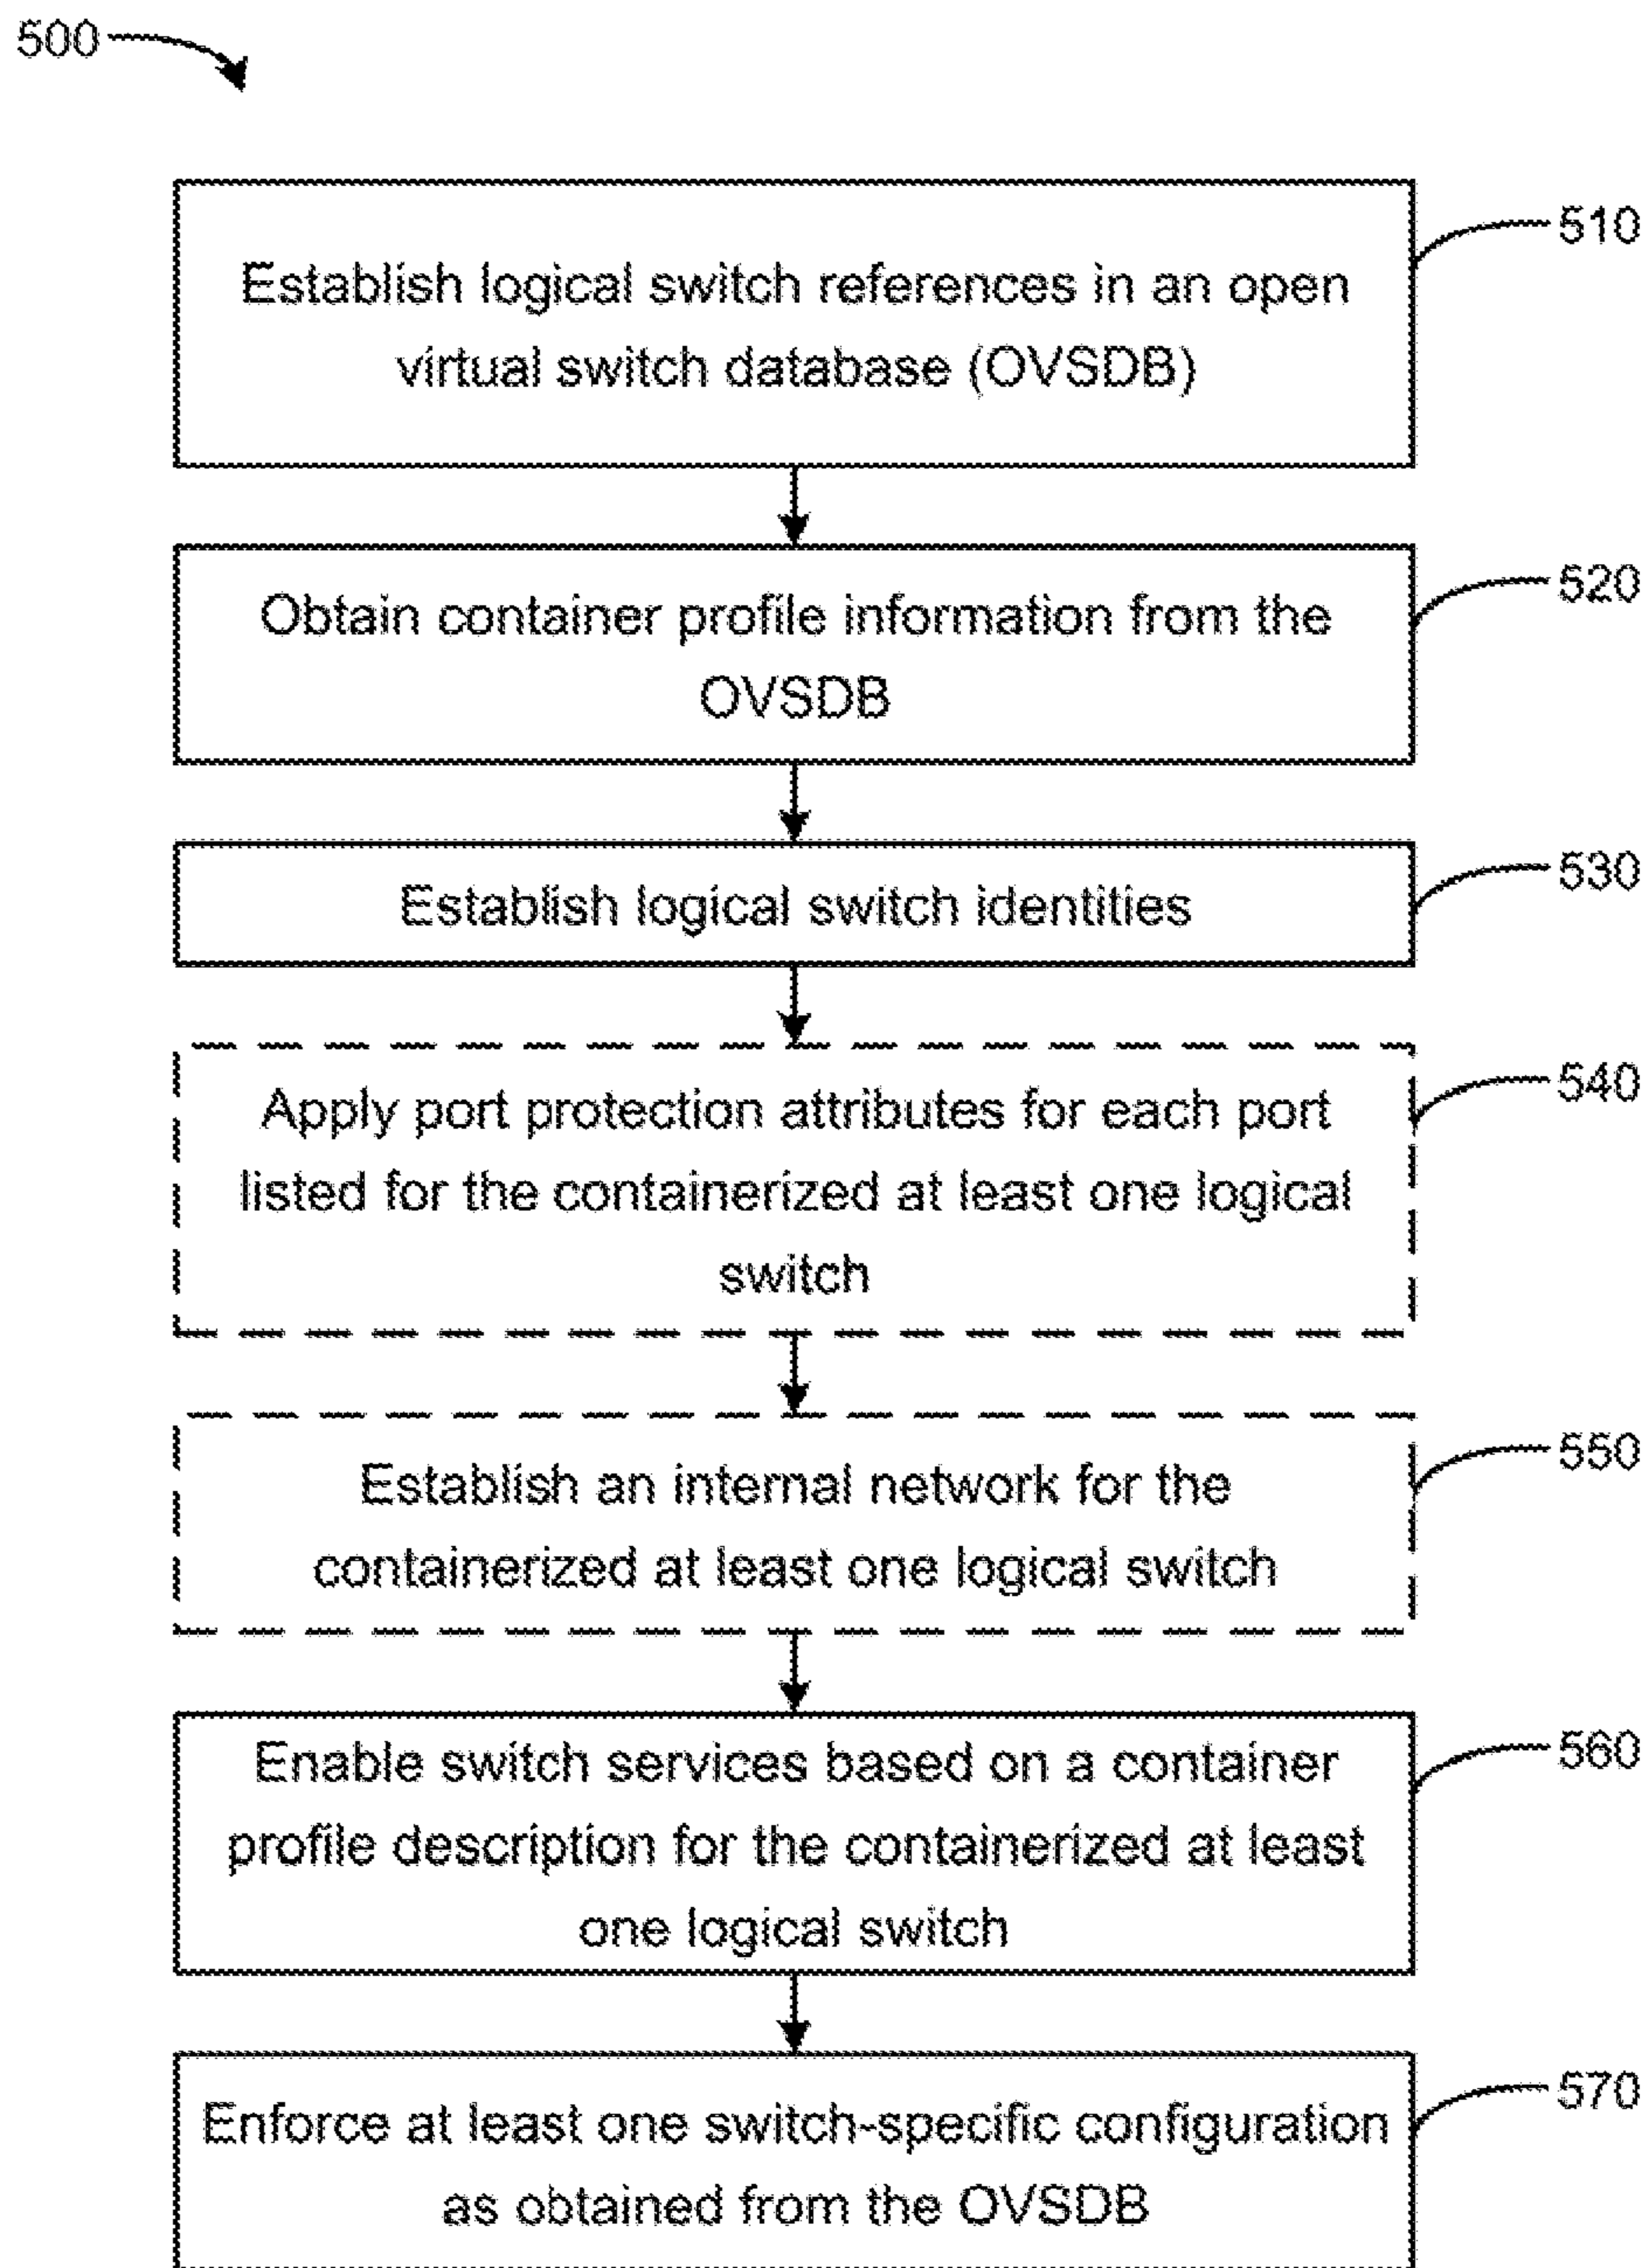 500
510
Establish logical switch references in an open
virtual switch database (OVSDB)
520
Obtain container profile information from the
OVSDB
530
Establish logical switch identities
540
Apply port protection attributes for each port
listed for the containerized at least one logical
switch
550
Establish an internal network for the
containerized at least one logical switch
560
Enable switch services based on a container
profile description for the containerized at least
one logical switch
570
Enforce at least one switch-specific configuration
as obtained from the OVSDB